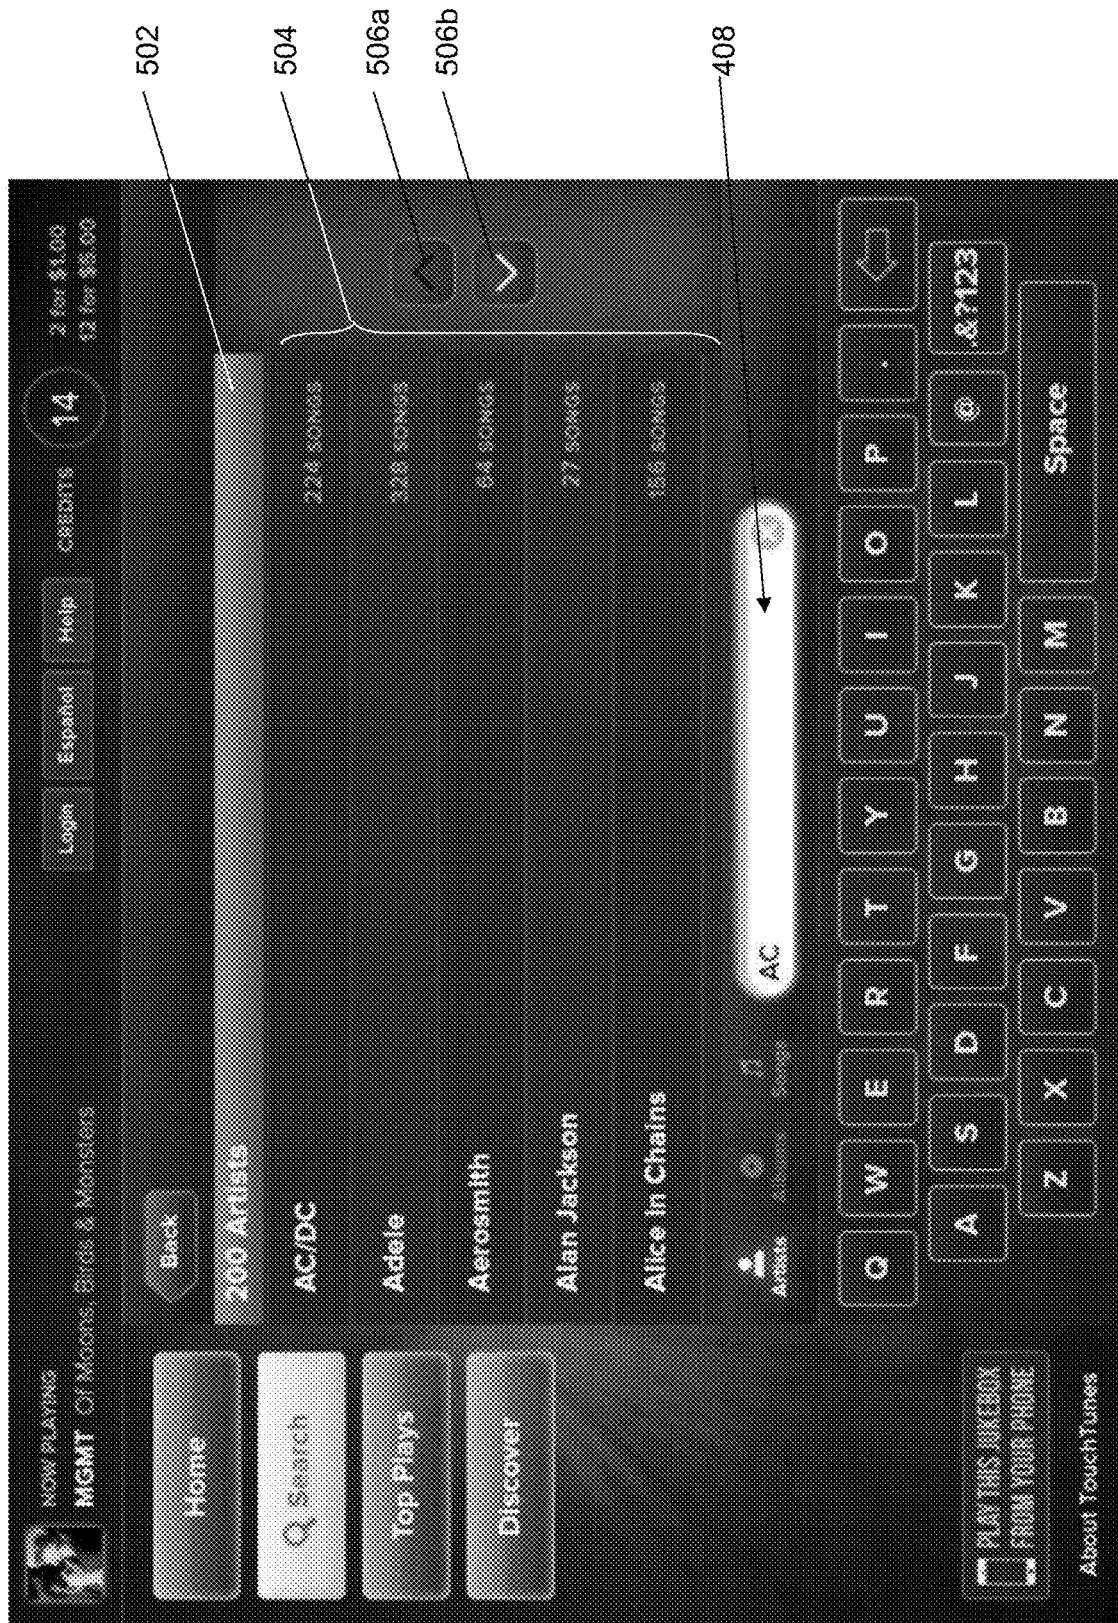 NOW PLAYING
MGMT Of Moons, Birds & Monsters
Login
Español
Help
CREDITS
14
2 for $1.00
12 for $5.00
Home
Search
Top Plays
Discover
Back
200 Artists
AC/DC
224 SONGS
Adele
328 SONGS
Aerosmith
64 SONGS
Alan Jackson
27 SONGS
Alice In Chains
156 SONGS
Artists
Albums
Songs
AC
Q W E R T Y U I O P .
A S D F G H J K L @ .&?123
Z X C V B N M Space
PLAY THIS JUKEBOX
FROM YOUR PHONE
About TouchTunes
502
504
506a
506b
408